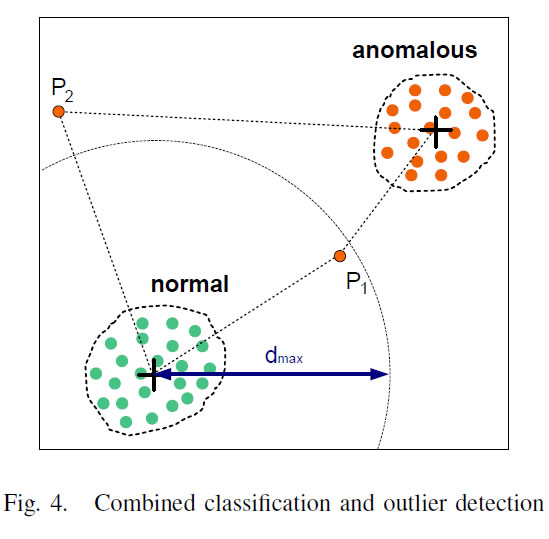 anomalous
P2
P1
normal
dmax
Fig. 4. Combined classification and outlier detection